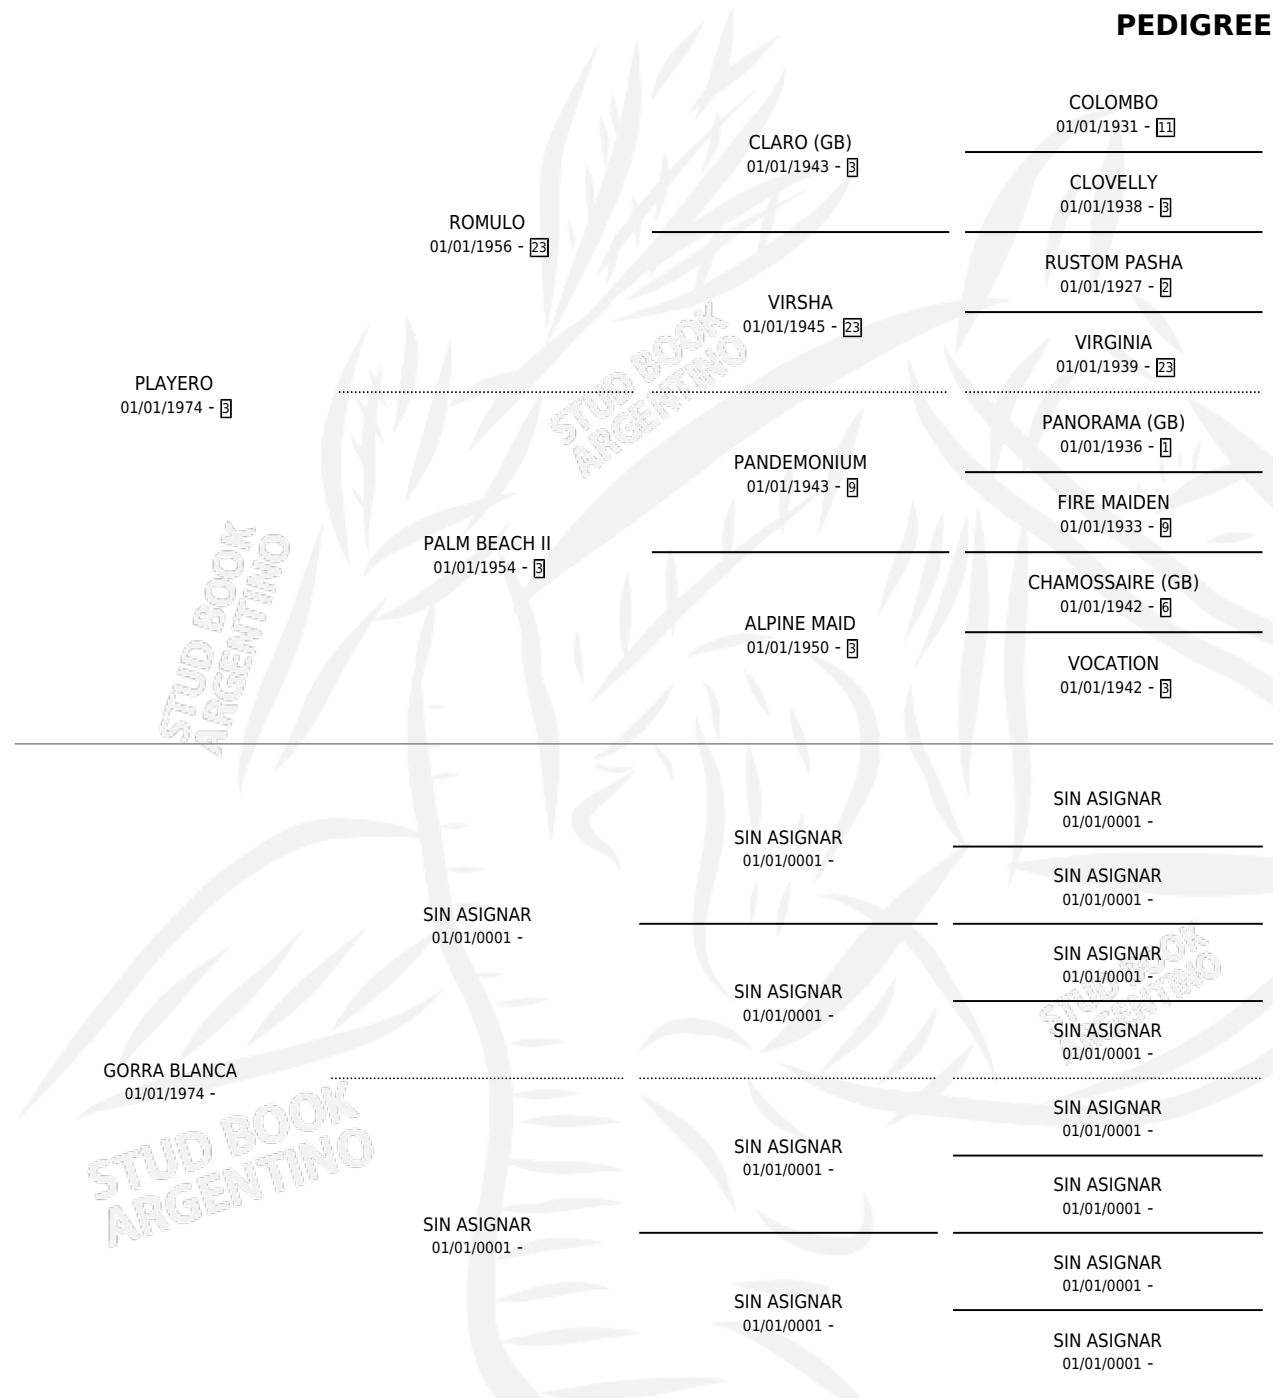 PEDIGREE
COLOMBO
01/01/1931 - 11
CLARO (GB)
01/01/1943 - 3
CLOVELLY
01/01/1938 - 3
ROMULO
01/01/1956 - 23
RUSTOM PASHA
01/01/1927 - 2
VIRSHA
01/01/1945 - 23
VIRGINIA
01/01/1939 - 23
PLAYERO
01/01/1974 - 3
PANORAMA (GB)
01/01/1936 - 1
PANDEMONIUM
01/01/1943 - 9
FIRE MAIDEN
01/01/1933 - 9
PALM BEACH II
01/01/1954 - 3
CHAMOSSAIRE (GB)
01/01/1942 - 6
ALPINE MAID
01/01/1950 - 3
VOCATION
01/01/1942 - 3
STUD BOOK
ARGENTINO
STUD BOOK
ARGENTINO
SIN ASIGNAR
01/01/0001 -
SIN ASIGNAR
01/01/0001 -
SIN ASIGNAR
01/01/0001 -
SIN ASIGNAR
01/01/0001 -
SIN ASIGNAR
01/01/0001 -
SIN ASIGNAR
01/01/0001 -
SIN ASIGNAR
01/01/0001 -
GORRA BLANCA
01/01/1974 -
SIN ASIGNAR
01/01/0001 -
SIN ASIGNAR
01/01/0001 -
SIN ASIGNAR
01/01/0001 -
SIN ASIGNAR
01/01/0001 -
SIN ASIGNAR
01/01/0001 -
SIN ASIGNAR
01/01/0001 -
SIN ASIGNAR
01/01/0001 -
STUD BOOK
ARGENTINO
STUD BOOK
ARGENTINO